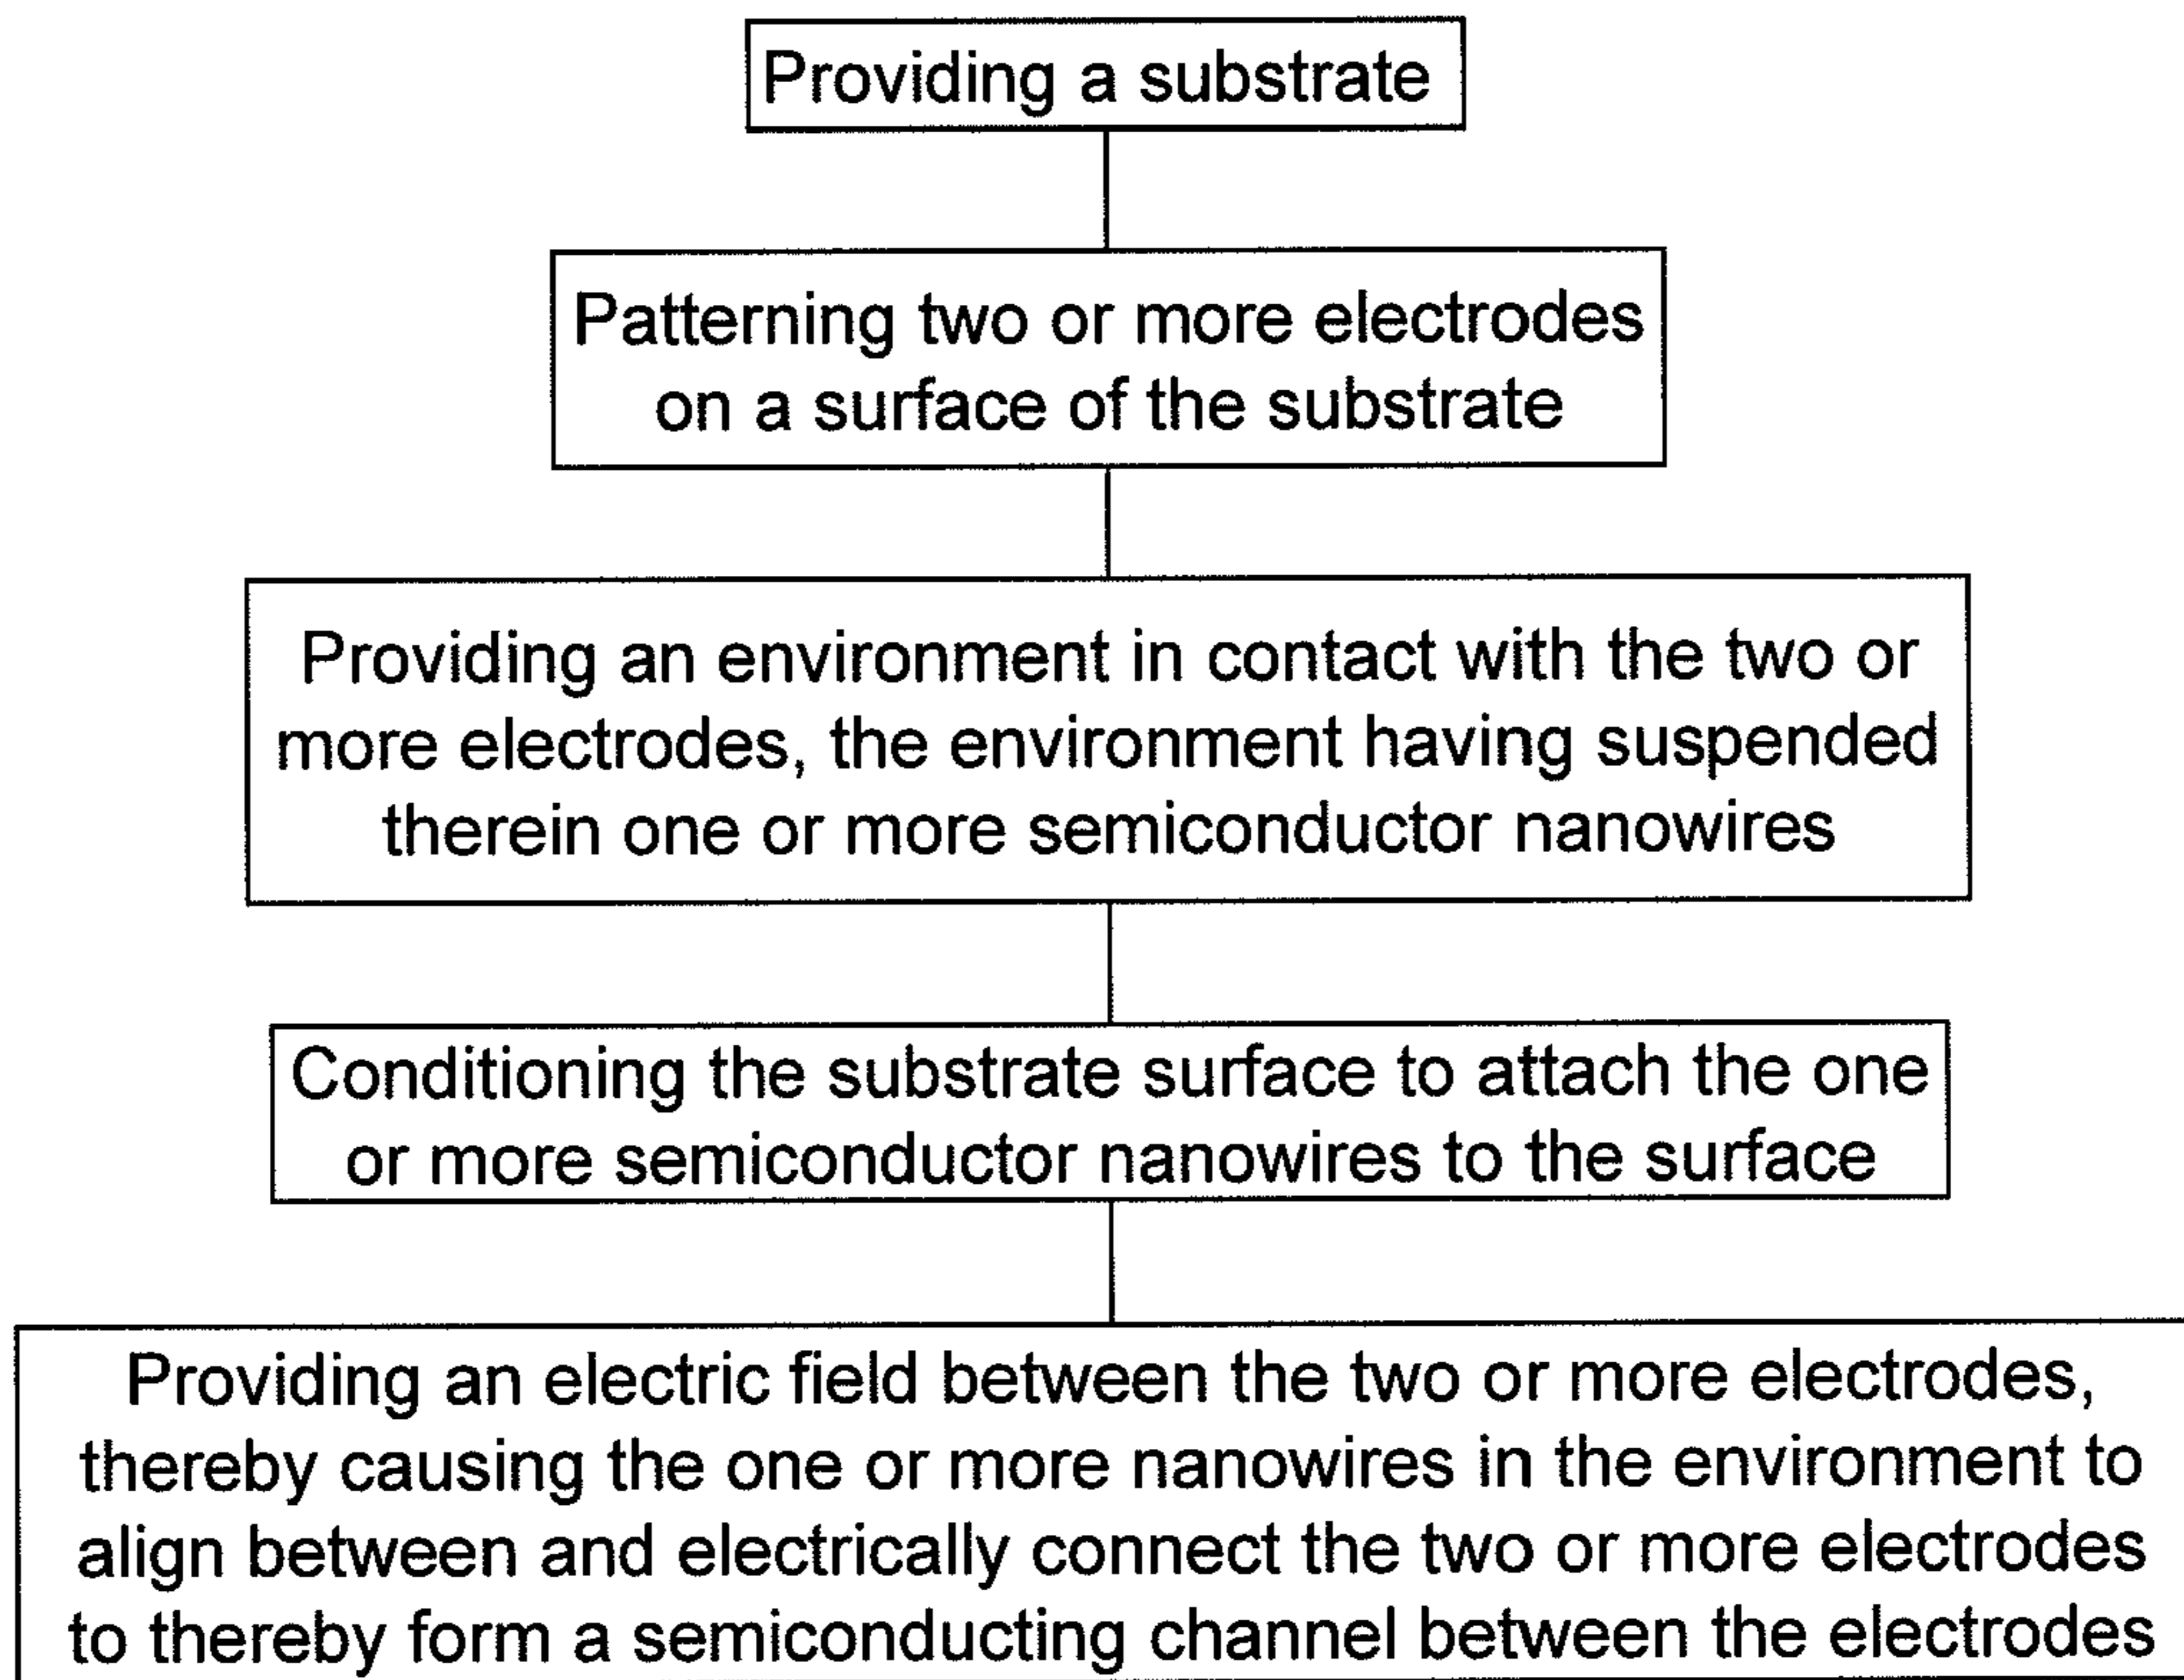 Providing a substrate
Patterning two or more electrodes
on a surface of the substrate
Providing an environment in contact with the two or
more electrodes, the environment having suspended
therein one or more semiconductor nanowires
Conditioning the substrate surface to attach the one
or more semiconductor nanowires to the surface
Providing an electric field between the two or more electrodes,
thereby causing the one or more nanowires in the environment to
align between and electrically connect the two or more electrodes
to thereby form a semiconducting channel between the electrodes